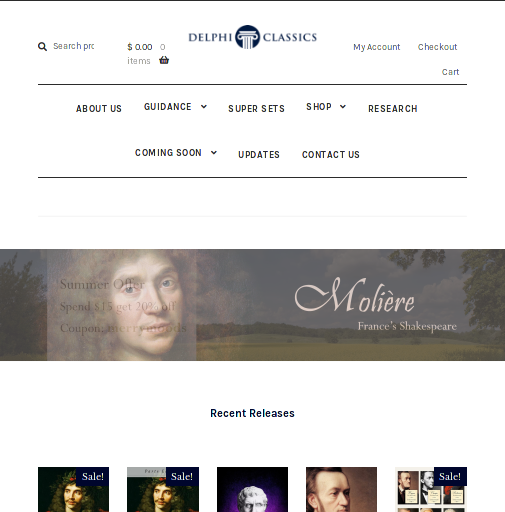 Search pro
$ 0.00 0
items
DELPHI CLASSICS
My Account Checkout
Cart
ABOUT US GUIDANCE SUPER SETS SHOP RESEARCH
COMING SOON UPDATES CONTACT US
Summer Offer
Spend $15 get 20% off
Coupon:
Molière
France's Shakespeare
Recent Releases
Sale!
Sale!
Sale!